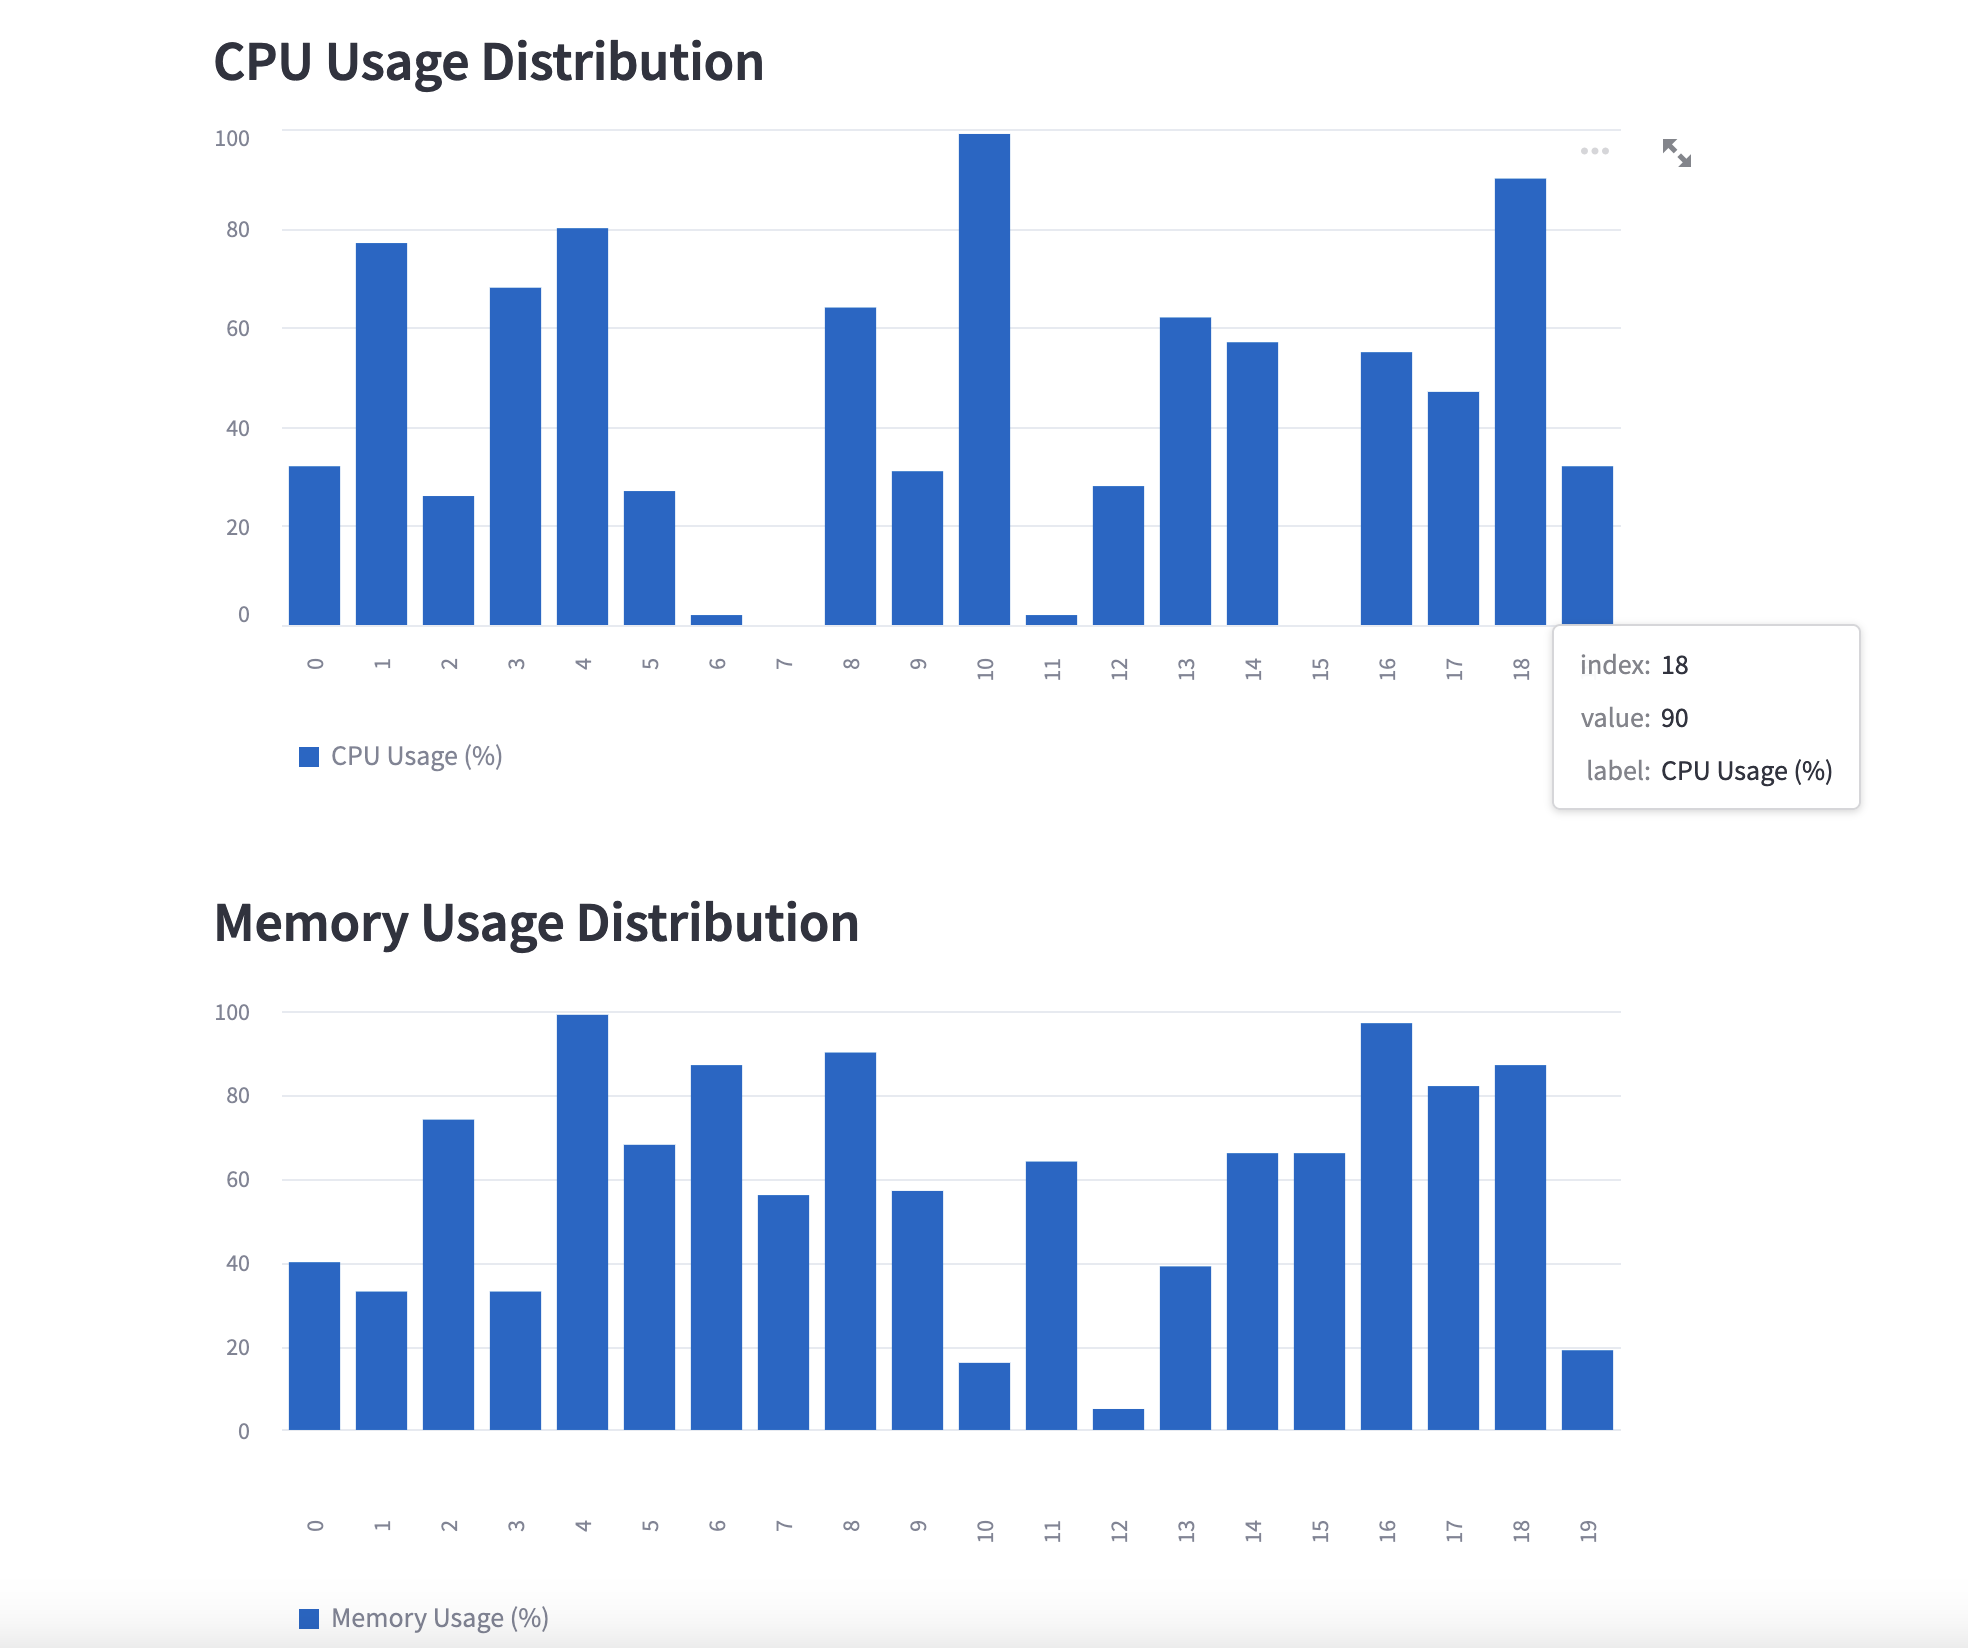 CPU Usage Distribution
100
80
60
40
20
0
0 1 2 3 4 5 6 7 8 9 10 11 12 13 14 15 16 17 18
index: 18
value: 90
label: CPU Usage (%)
CPU Usage (%)
Memory Usage Distribution
100
80
60
40
20
0
0 1 2 3 4 5 6 7 8 9 10 11 12 13 14 15 16 17 18 19
Memory Usage (%)